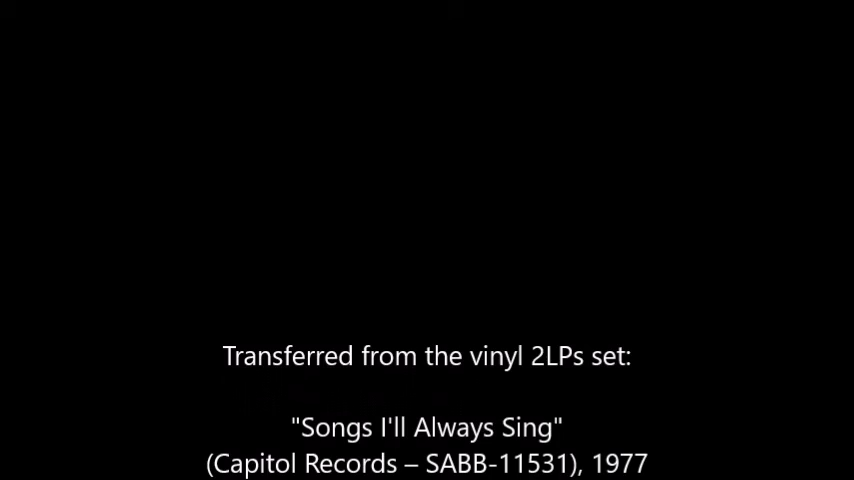 Transferred from the vinyl 2LPs set:
"Songs I'll Always Sing"
(Capitol Records – SABB-11531), 1977